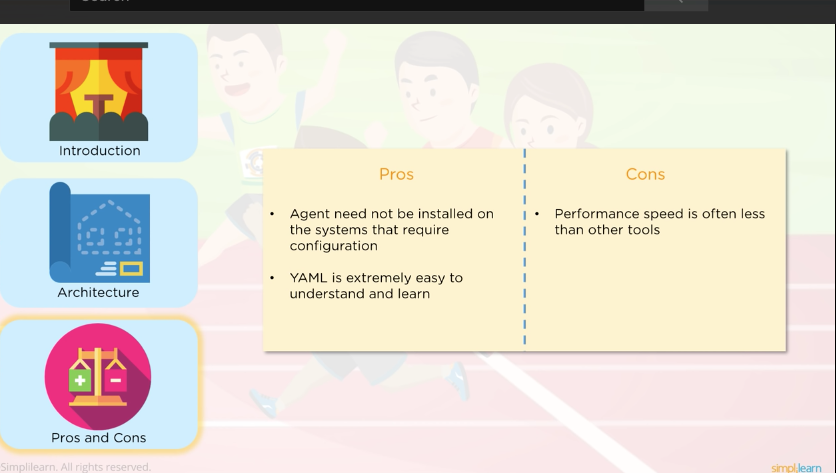 Introduction
Architecture
Pros and Cons
Pros
• Agent need not be installed on
the systems that require
configuration
• YAML is extremely easy to
understand and learn
Cons
• Performance speed is often less
than other tools
Simplilearn. All rights reserved.
simplilearn